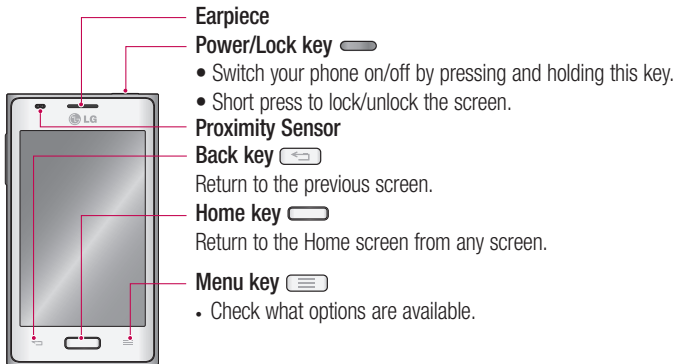 Earpiece
Power/Lock key
• Switch your phone on/off by pressing and holding this key.
• Short press to lock/unlock the screen.
LG
Proximity Sensor
Back key
Return to the previous screen.
Home key
Return to the Home screen from any screen.
Menu key
• Check what options are available.